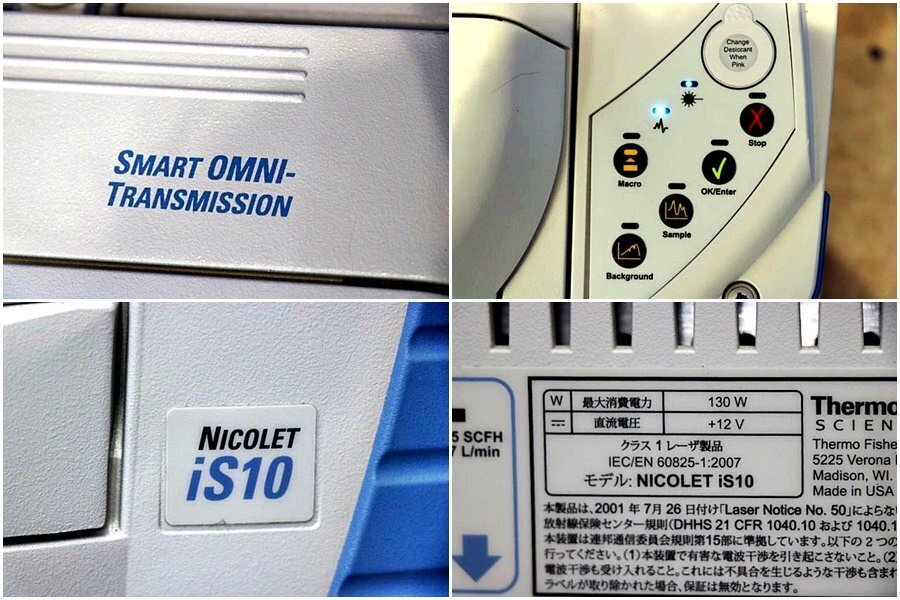 SMART OMNI-
TRANSMISSION
Change
Desiccant
When
Pink
Stop
Macro
OK/Enter
Sample
Background
NICOLET
iS10
5 SCFH
7 L/min
W 最大消費電力 130 W
直流電圧 +12 V
クラス 1 レーザ製品
IEC/EN 60825-1:2007
モデル: NICOLET iS10
Thermo
SCIEN
Thermo Fishe
5225 Verona
Madison, WI.
Made in USA
本製品は、2001 年 7 月 26 日付け「Laser Notice No. 50」によらな
放射線保険センター規則(DHHS 21 CFR 1040.10 および 1040.1
本装置は連邦通信委員会規則第15部に準拠しています。以下の 2 つの
行ってください。(1)本装置で有害な電波干渉を引き起こさないこと。(2)
電波干渉も受け入れること。これには不具合を生じるような干渉も含まれ
ラベルが取り除かれた場合、保証は無効となります。